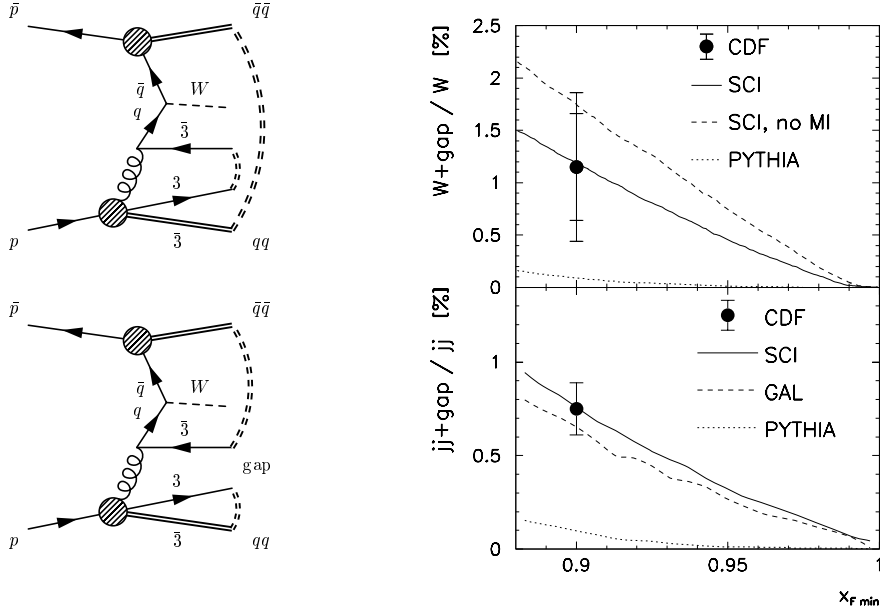 p̄
q̄q̄
q̄
W
q
3̄
3
p
3̄
qq
p̄
q̄q̄
q̄
W
q
3̄
gap
3
p
3̄
qq
W+gap / W [%]
2.5
2
1.5
1
0.5
0
CDF
SCI
SCI, no MI
PYTHIA
jj+gap / jj [%]
1
0.5
0
CDF
SCI
GAL
PYTHIA
0.9
0.95
1
xF min